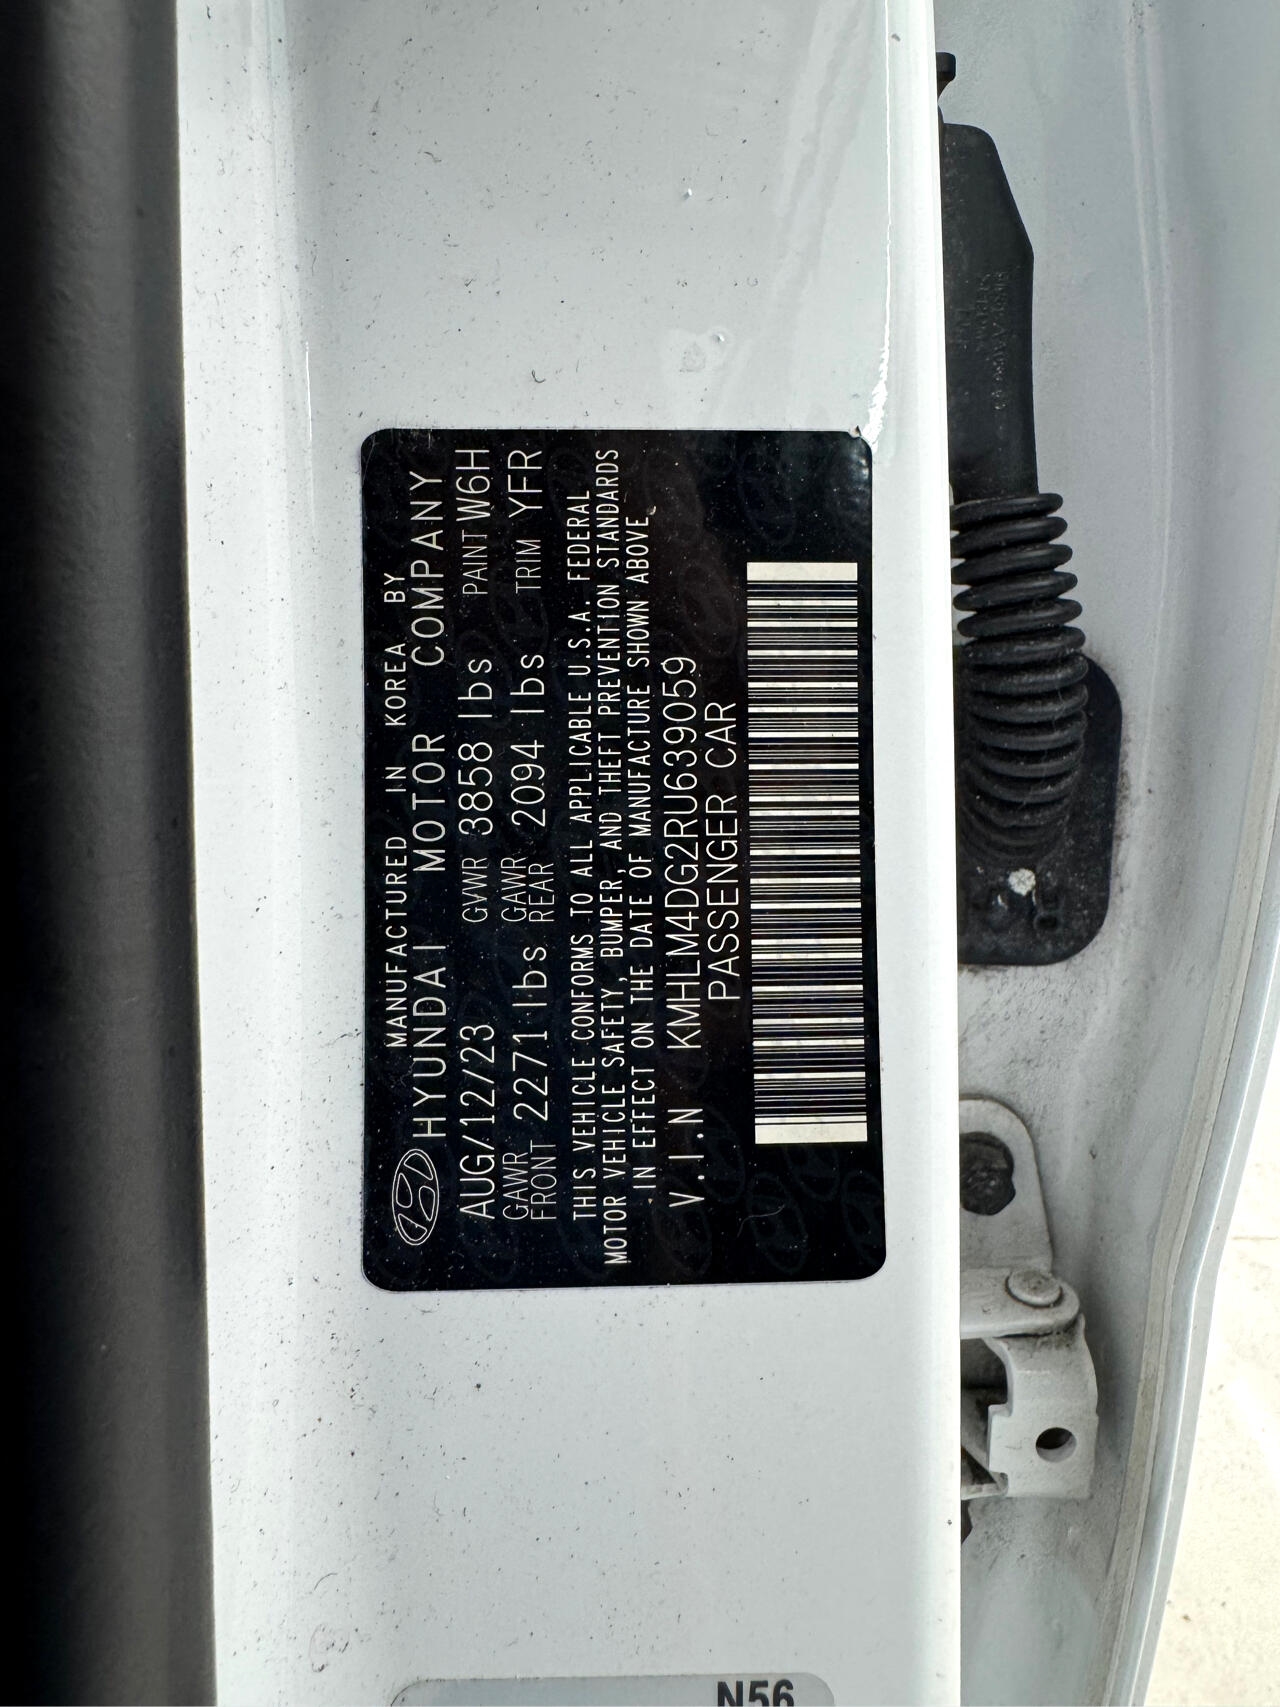 MANUFACTURED IN KOREA BY
HYUNDAI MOTOR COMPANY
AUG/12/23 GVWR 3858 lbs PAINT W6H
GAWR FRONT 2271 lbs GAWR REAR 2094 lbs TRIM YFR
THIS VEHICLE CONFORMS TO ALL APPLICABLE U.S.A. FEDERAL
MOTOR VEHICLE SAFETY, BUMPER, AND THEFT PREVENTION STANDARDS
IN EFFECT ON THE DATE OF MANUFACTURE SHOWN ABOVE.
V.I.N KMHLM4DG2RU639059
PASSENGER CAR
N56